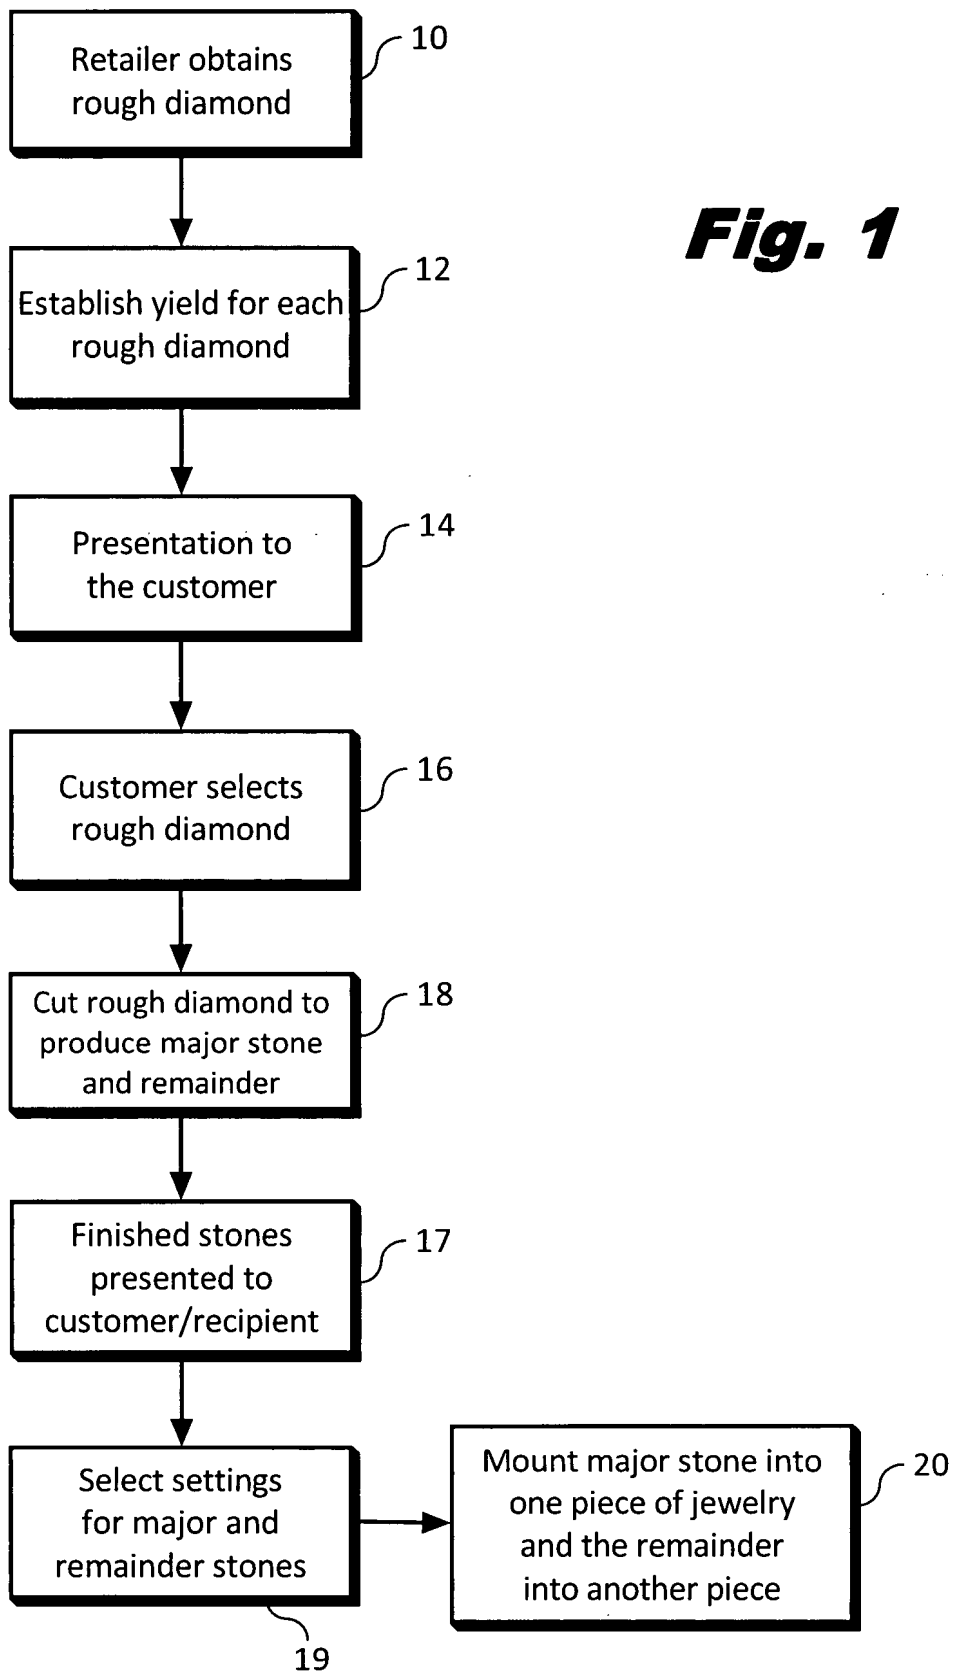 Retailer obtains
rough diamond
10
Fig. 1
Establish yield for each
rough diamond
12
Presentation to
the customer
14
Customer selects
rough diamond
16
Cut rough diamond to
produce major stone
and remainder
18
Finished stones
presented to
customer/recipient
17
Select settings
for major and
remainder stones
19
Mount major stone into
one piece of jewelry
and the remainder
into another piece
20